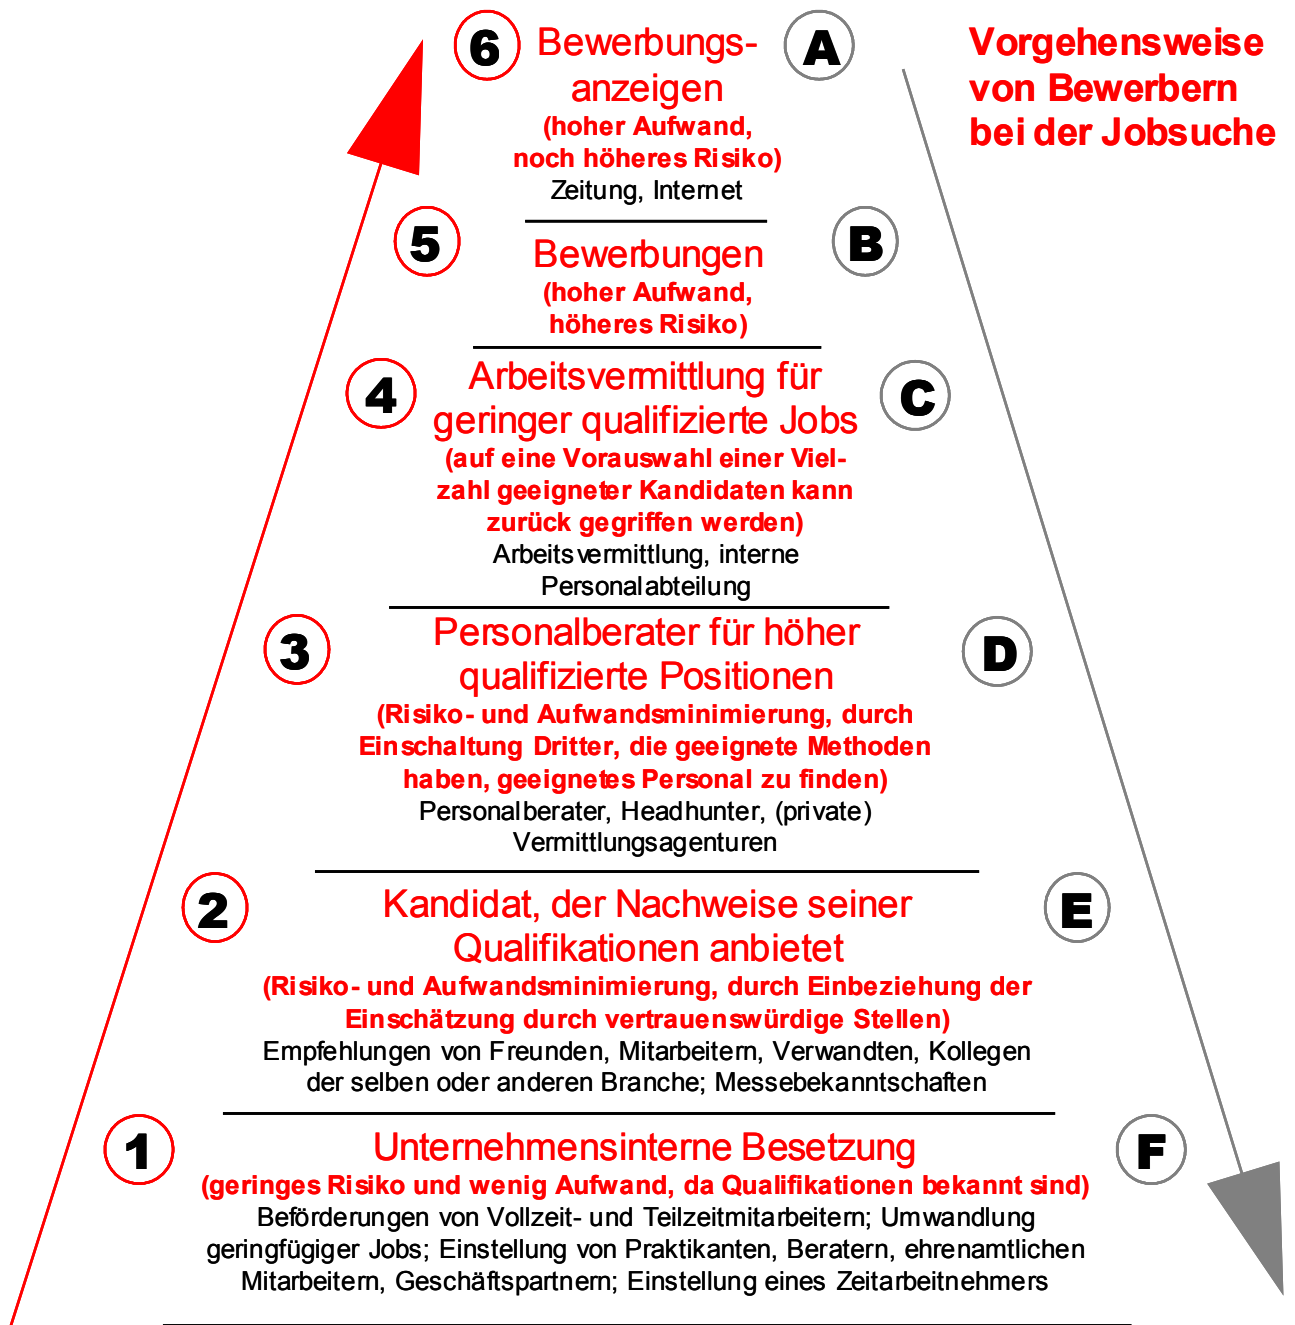 6 Bewerbungs- A
anzeigen
(hoher Aufwand,
noch höheres Risiko)
Zeitung, Internet
Vorgehensweise
von Bewerbern
bei der Jobsuche
5 B
Bewerbungen
(hoher Aufwand,
höheres Risiko)
4 C
Arbeitsvermittlung für
geringer qualifizierte Jobs
(auf eine Vorauswahl einer Viel-
zahl geeigneter Kandidaten kann
zurück gegriffen werden)
Arbeitsvermittlung, interne
Personalabteilung
3 D
Personalberater für höher
qualifizierte Positionen
(Risiko- und Aufwandsminimierung, durch
Einschaltung Dritter, die geeignete Methoden
haben, geeignetes Personal zu finden)
Personalberater, Headhunter, (private)
Vermittlungsagenturen
2 E
Kandidat, der Nachweise seiner
Qualifikationen anbietet
(Risiko- und Aufwandsminimierung, durch Einbeziehung der
Einschätzung durch vertrauenswürdige Stellen)
Empfehlungen von Freunden, Mitarbeitern, Verwandten, Kollegen
der selben oder anderen Branche; Messebekanntschaften
1 F
Unternehmensinterne Besetzung
(geringes Risiko und wenig Aufwand, da Qualifikationen bekannt sind)
Beförderungen von Vollzeit- und Teilzeitmitarbeitern; Umwandlung
geringfügiger Jobs; Einstellung von Praktikanten, Beratern, ehrenamtlichen
Mitarbeitern, Geschäftspartnern; Einstellung eines Zeitarbeitnehmers